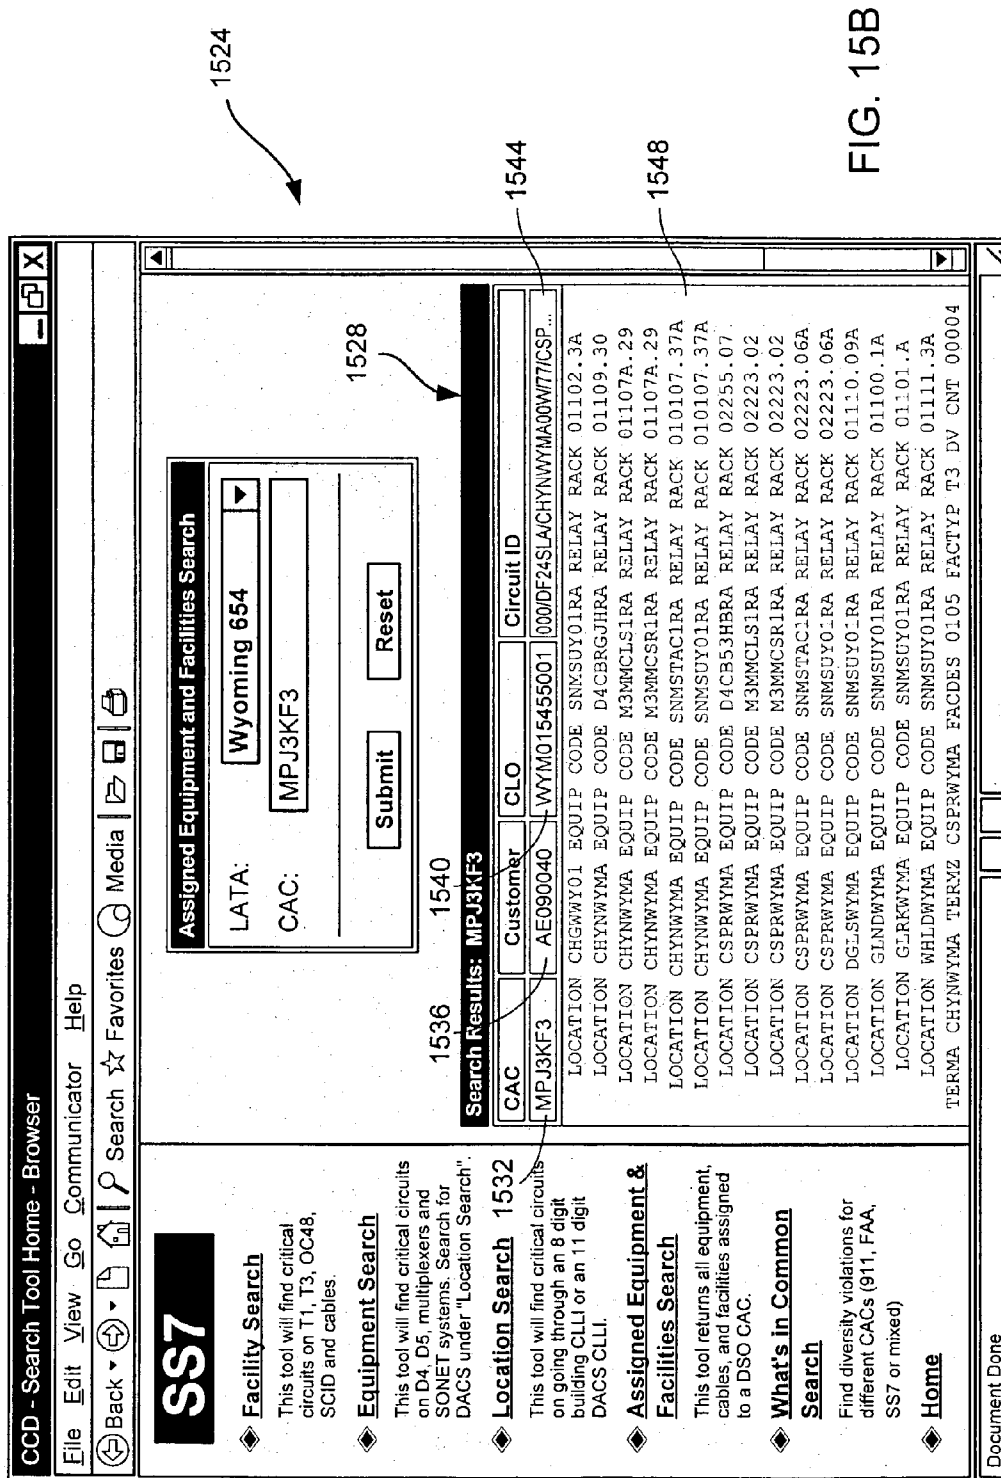 CCD - Search Tool Home - Browser
File Edit View Go Communicator Help
Back Search Favorites Media
SS7
Facility Search
This tool will find critical
circuits on T1, T3, OC48,
SCID and cables.
Equipment Search
This tool will find critical circuits
on D4, D5, multiplexers and
SONET systems. Search for
DACS under "Location Search".
Location Search
This tool will find critical circuits
on going through an 8 digit
building CLLI or an 11 digit
DACS CLLI.
Assigned Equipment &
Facilities Search
This tool returns all equipment,
cables, and facilities assigned
to a DSO CAC.
What's in Common
Search
Find diversity violations for
different CACs (911, FAA,
SS7 or mixed)
Home
Assigned Equipment and Facilities Search
LATA: Wyoming 654
CAC: MPJ3KF3
Submit Reset
1528
1532
1536
1540
Search Results: MPJ3KF3
CAC Customer CLO Circuit ID
MPJ3KF3 AE090040 WYM015455001 000/DF24SLA/CHYNWYMA00W/77/CSP...
LOCATION CHGWWY01 EQUIP CODE SNMSUY01RA RELAY RACK 01102.3A
LOCATION CHYNWYMA EQUIP CODE D4CBRGJHRA RELAY RACK 01109.30
LOCATION CHYNWYMA EQUIP CODE M3MMCLS1RA RELAY RACK 01107A.29
LOCATION CHYNWYMA EQUIP CODE M3MMCSR1RA RELAY RACK 01107A.29
LOCATION CHYNWYMA EQUIP CODE SNMSTAC1RA RELAY RACK 010107.37A
LOCATION CHYNWYMA EQUIP CODE SNMSUY01RA RELAY RACK 010107.37A
LOCATION CSPRWYMA EQUIP CODE D4CB53HBRA RELAY RACK 02255.07
LOCATION CSPRWYMA EQUIP CODE M3MMCLS1RA RELAY RACK 02223.02
LOCATION CSPRWYMA EQUIP CODE M3MMCSR1RA RELAY RACK 02223.02
LOCATION CSPRWYMA EQUIP CODE SNMSTAC1RA RELAY RACK 02223.06A
LOCATION CSPRWYMA EQUIP CODE SNMSUY01RA RELAY RACK 02223.06A
LOCATION DGLSWYMA EQUIP CODE SNMSUY01RA RELAY RACK 01110.09A
LOCATION GLNDWYMA EQUIP CODE SNMSUY01RA RELAY RACK 01100.1A
LOCATION GLRKWYMA EQUIP CODE SNMSUY01RA RELAY RACK 01101.A
LOCATION WHLDWYMA EQUIP CODE SNMSUY01RA RELAY RACK 01111.3A
TERMA CHYNWYMA TERMZ CSPRWYMA FACDES 0105 FACTYP T3 DV CNT 00004
Document Done
1524
1544
1548
FIG. 15B